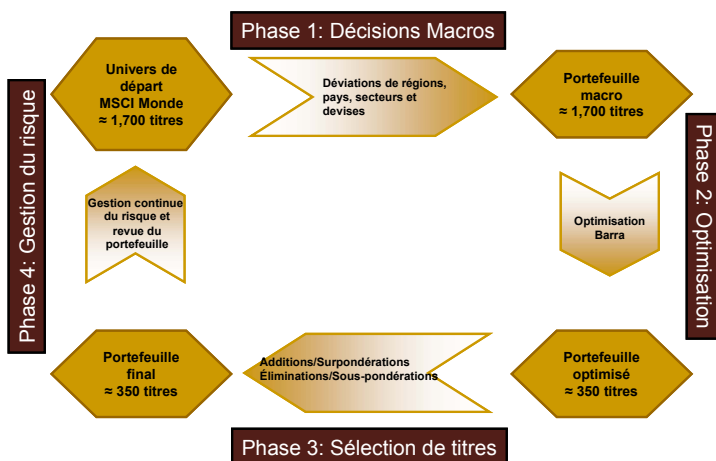 Phase 1: Décisions Macros
Univers de
départ
MSCI Monde
≈ 1,700 titres
Déviations de régions,
pays, secteurs et
devises
Portefeuille
macro
≈ 1,700 titres
Phase 2: Optimisation
Optimisation
Barra
Portefeuille
optimisé
≈ 350 titres
Phase 3: Sélection de titres
Additions/Surpondérations
Éliminations/Sous-pondérations
Portefeuille
final
≈ 350 titres
Phase 4: Gestion du risque
Gestion continue
du risque et
revue du
portefeuille